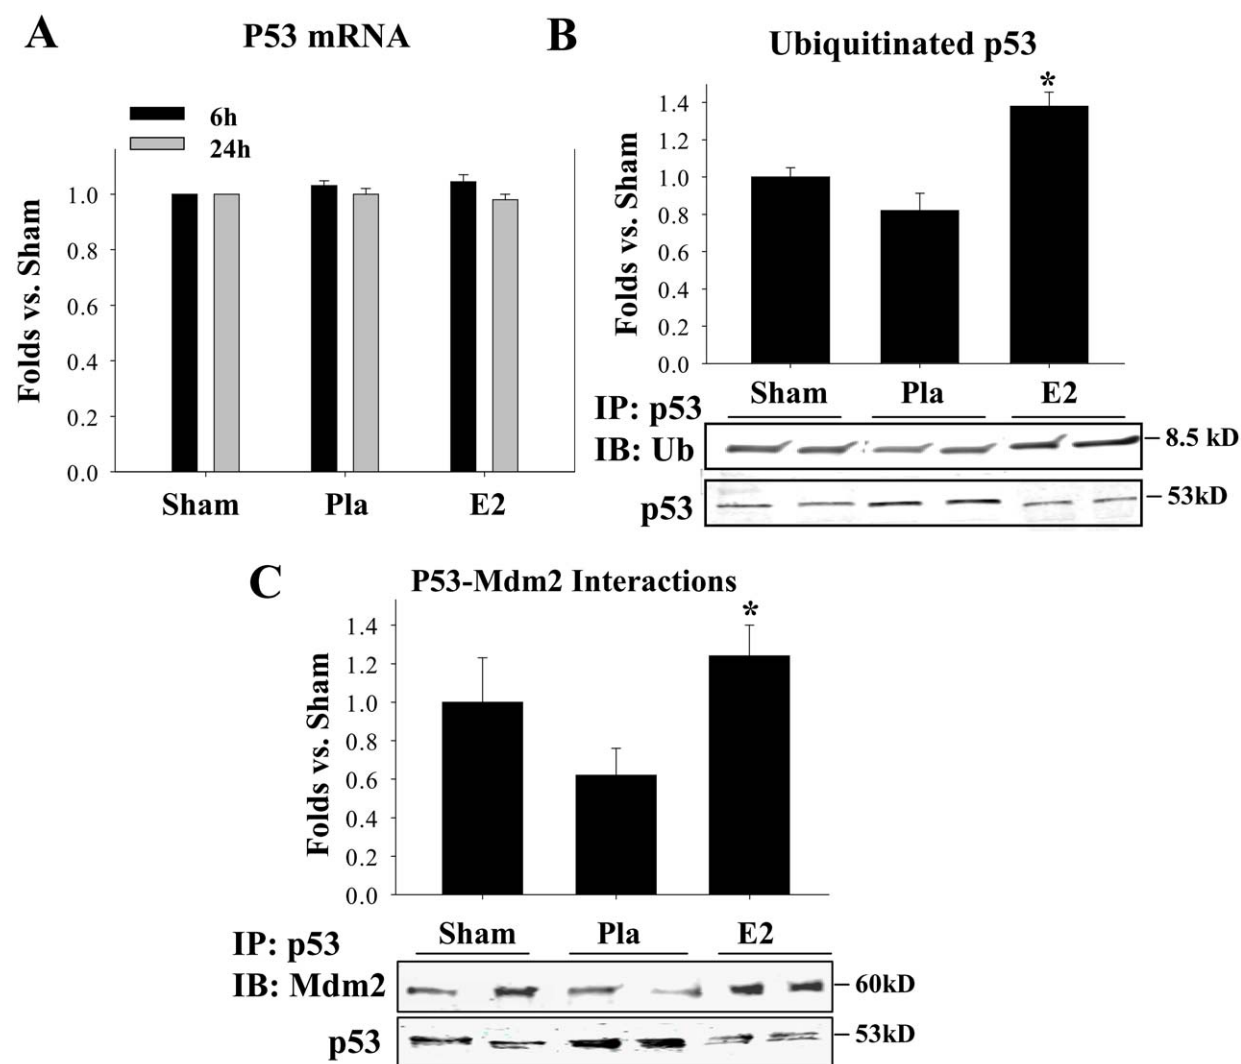 A
P53 mRNA
6h
24h
Folds vs. Sham
1.0
0.8
0.6
0.4
0.2
0.0
Sham Pla E2
B
Ubiquitinated p53
*
Folds vs. Sham
1.4
1.2
1.0
0.8
0.6
0.4
0.2
0.0
Sham Pla E2
IP: p53
IB: Ub
8.5 kD
p53
53kD
C
P53-Mdm2 Interactions
*
Folds vs. Sham
1.4
1.2
1.0
0.8
0.6
0.4
0.2
0.0
Sham Pla E2
IP: p53
IB: Mdm2
60kD
p53
53kD